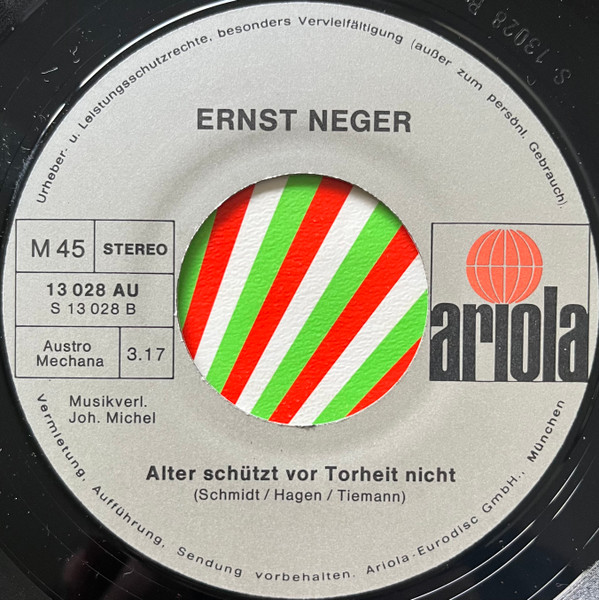 Urheber- u. Leistungsschutzrechte, besonders Vervielfältigung (außer zum persönl. Gebrauch).
S. 13028 B
ERNST NEGER
M 45 STEREO
13 028 AU
S 13 028 B
Austro
Mechana
3.17
ariola
Musikverl.
Joh. Michel
Alter schützt vor Torheit nicht
(Schmidt / Hagen / Tiemann)
Vermietung, Aufführung, Sendung vorbehalten. Ariola-Eurodisc GmbH., München